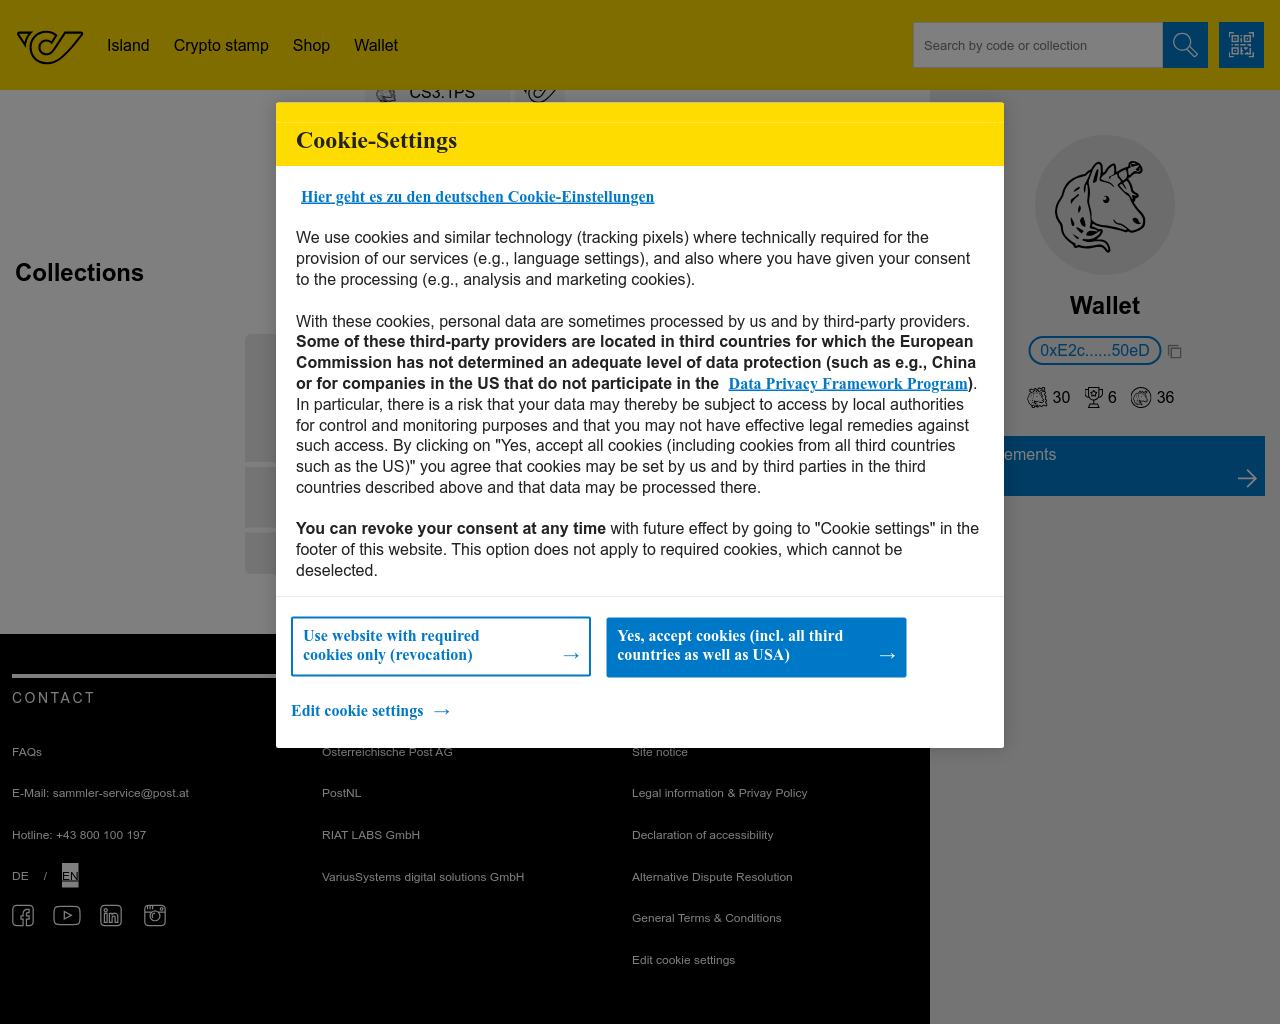 Island
Crypto stamp
Shop
Wallet
Search by code or collection
CS3.1PS
Cookie-Settings
Hier geht es zu den deutschen Cookie-Einstellungen
We use cookies and similar technology (tracking pixels) where technically required for the
provision of our services (e.g., language settings), and also where you have given your consent
to the processing (e.g., analysis and marketing cookies).
With these cookies, personal data are sometimes processed by us and by third-party providers.
Some of these third-party providers are located in third countries for which the European
Commission has not determined an adequate level of data protection (such as e.g., China
or for companies in the US that do not participate in the Data Privacy Framework Program).
In particular, there is a risk that your data may thereby be subject to access by local authorities
for control and monitoring purposes and that you may not have effective legal remedies against
such access. By clicking on "Yes, accept all cookies (including cookies from all third countries
such as the US)" you agree that cookies may be set by us and by third parties in the third
countries described above and that data may be processed there.
You can revoke your consent at any time with future effect by going to "Cookie settings" in the
footer of this website. This option does not apply to required cookies, which cannot be
deselected.
Use website with required
cookies only (revocation) →
Yes, accept cookies (incl. all third
countries as well as USA) →
Edit cookie settings →
Collections
Wallet
0xE2c......50eD
30 6 36
ements
CONTACT
FAQs
E-Mail: sammler-service@post.at
Hotline: +43 800 100 197
DE / EN
Österreichische Post AG
PostNL
RIAT LABS GmbH
VariusSystems digital solutions GmbH
Site notice
Legal information & Privay Policy
Declaration of accessibility
Alternative Dispute Resolution
General Terms & Conditions
Edit cookie settings